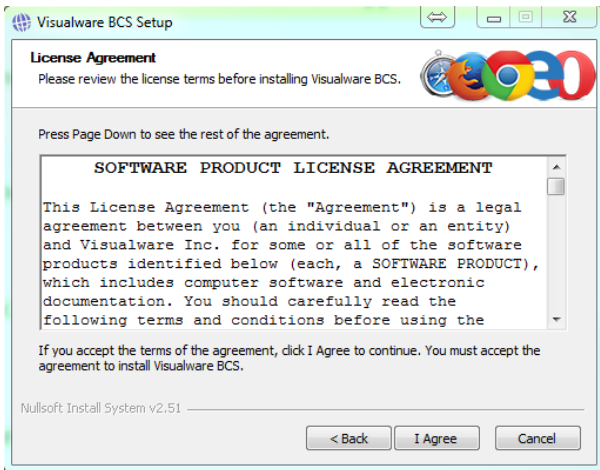 Visualware BCS Setup
License Agreement
Please review the license terms before installing Visualware BCS.
Press Page Down to see the rest of the agreement.
SOFTWARE PRODUCT LICENSE AGREEMENT
This License Agreement (the "Agreement") is a legal
agreement between you (an individual or an entity)
and Visualware Inc. for some or all of the software
products identified below (each, a SOFTWARE PRODUCT),
which includes computer software and electronic
documentation. You should carefully read the
following terms and conditions before using the
If you accept the terms of the agreement, click I Agree to continue. You must accept the
agreement to install Visualware BCS.
Nullsoft Install System v2.51
< Back
I Agree
Cancel